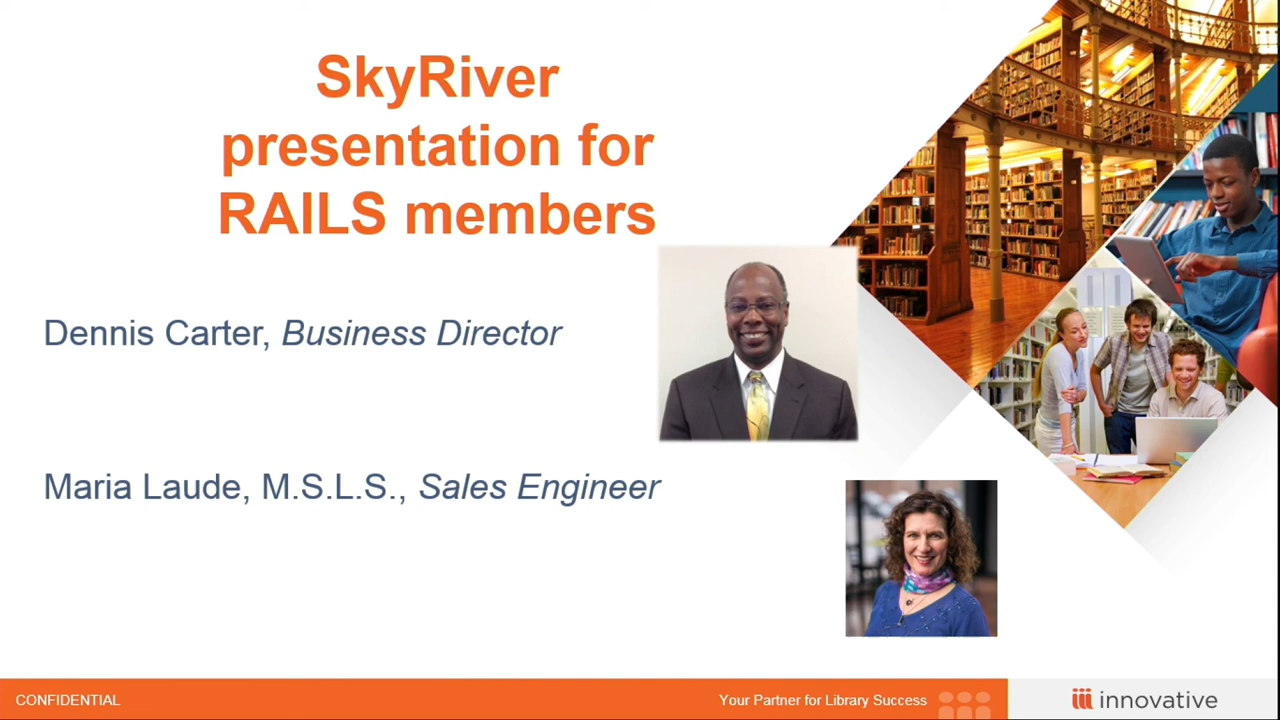 SkyRiver
presentation for
RAILS members
Dennis Carter, Business Director
Maria Laude, M.S.L.S., Sales Engineer
CONFIDENTIAL
Your Partner for Library Success
innovative